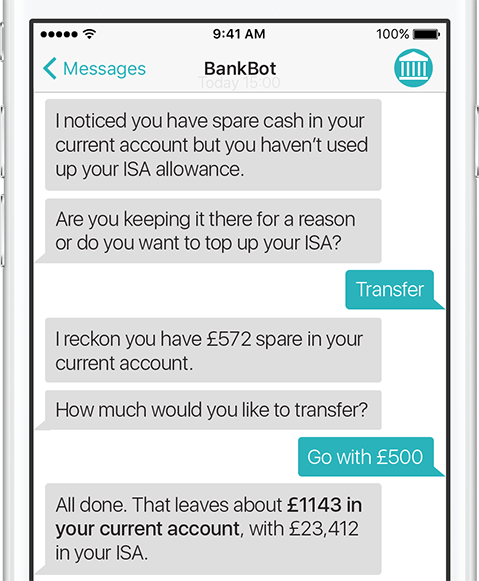 9:41 AM
100%
Messages
BankBot
Today 15:00
I noticed you have spare cash in your
current account but you haven’t used
up your ISA allowance.
Are you keeping it there for a reason
or do you want to top up your ISA?
Transfer
I reckon you have £572 spare in your
current account.
How much would you like to transfer?
Go with £500
All done. That leaves about £1143 in
your current account, with £23,412
in your ISA.